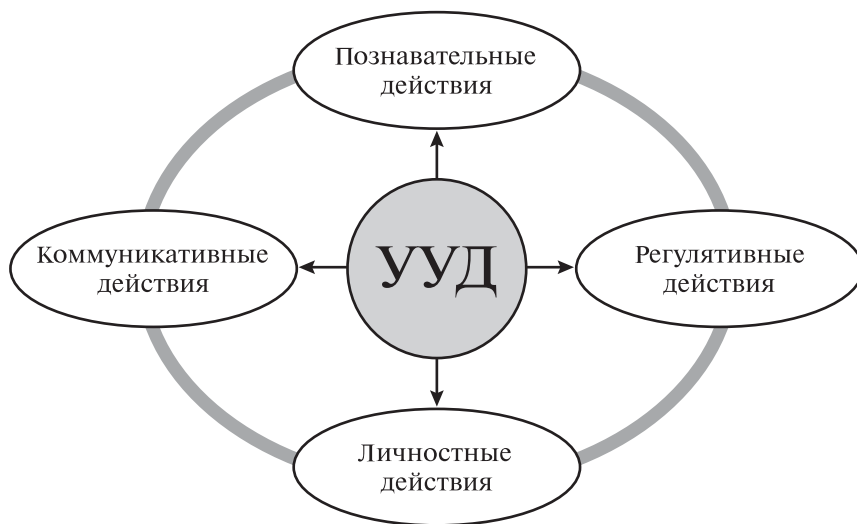 Познавательные
действия
Коммуникативные
действия
УУД
Регулятивные
действия
Личностные
действия